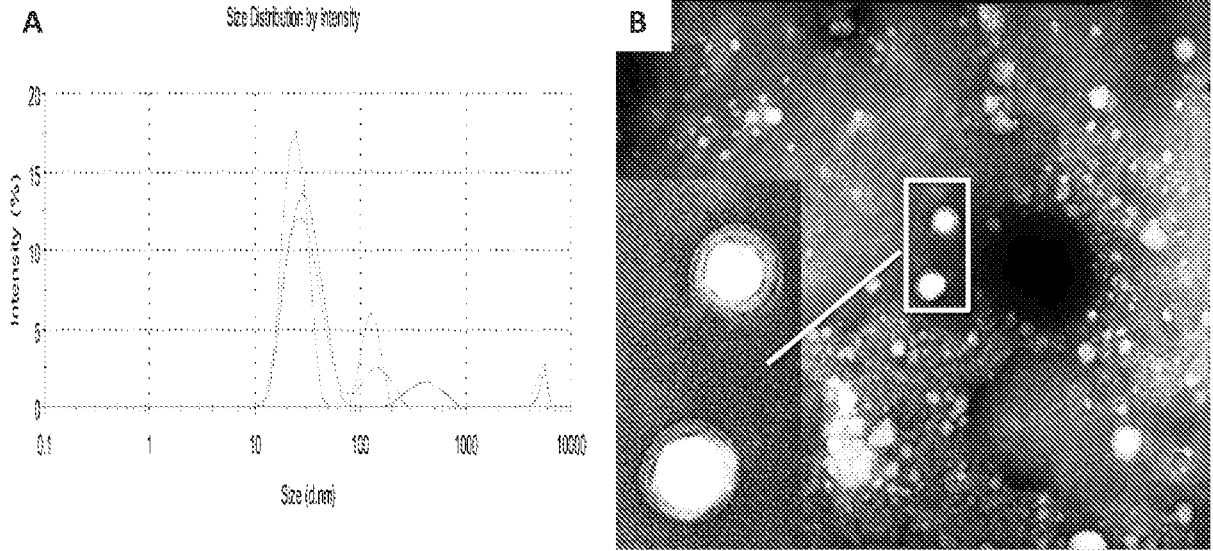 A
Size Distribution by Intensity
20
15
10
5
0
Intensity (%)
0.1 1 10 100 1000 10000
Size (d.nm)
B